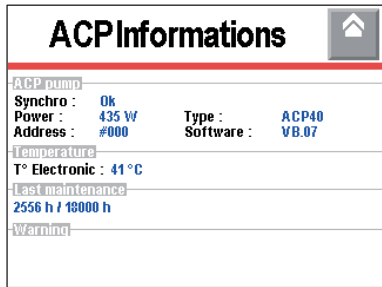 ACP Informations
ACP pump
Synchro : Ok
Power : 435 W Type : ACP40
Address : #000 Software : VB.07
Temperature
T° Electronic : 41 °C
Last maintenance
2556 h / 18000 h
Warning